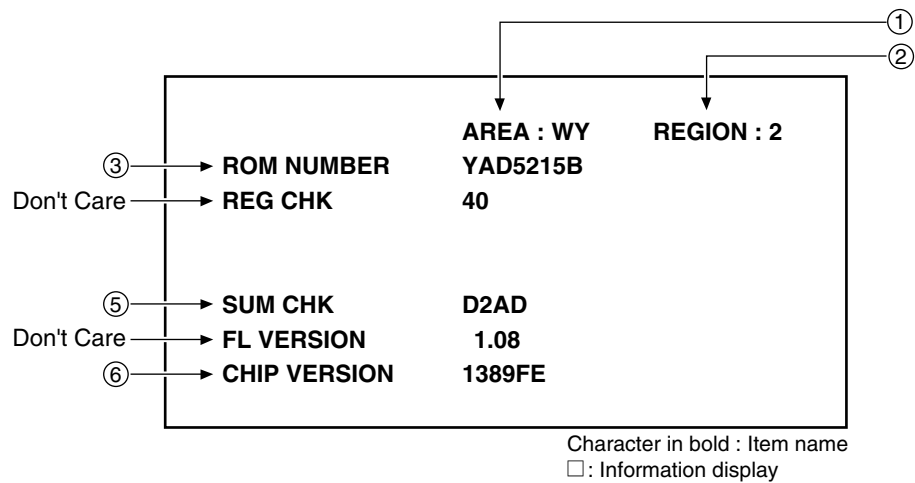 ①
②
AREA : WY REGION : 2
③ ROM NUMBER YAD5215B
Don't Care REG CHK 40
⑤ SUM CHK D2AD
Don't Care FL VERSION 1.08
⑥ CHIP VERSION 1389FE
Character in bold : Item name
□ : Information display